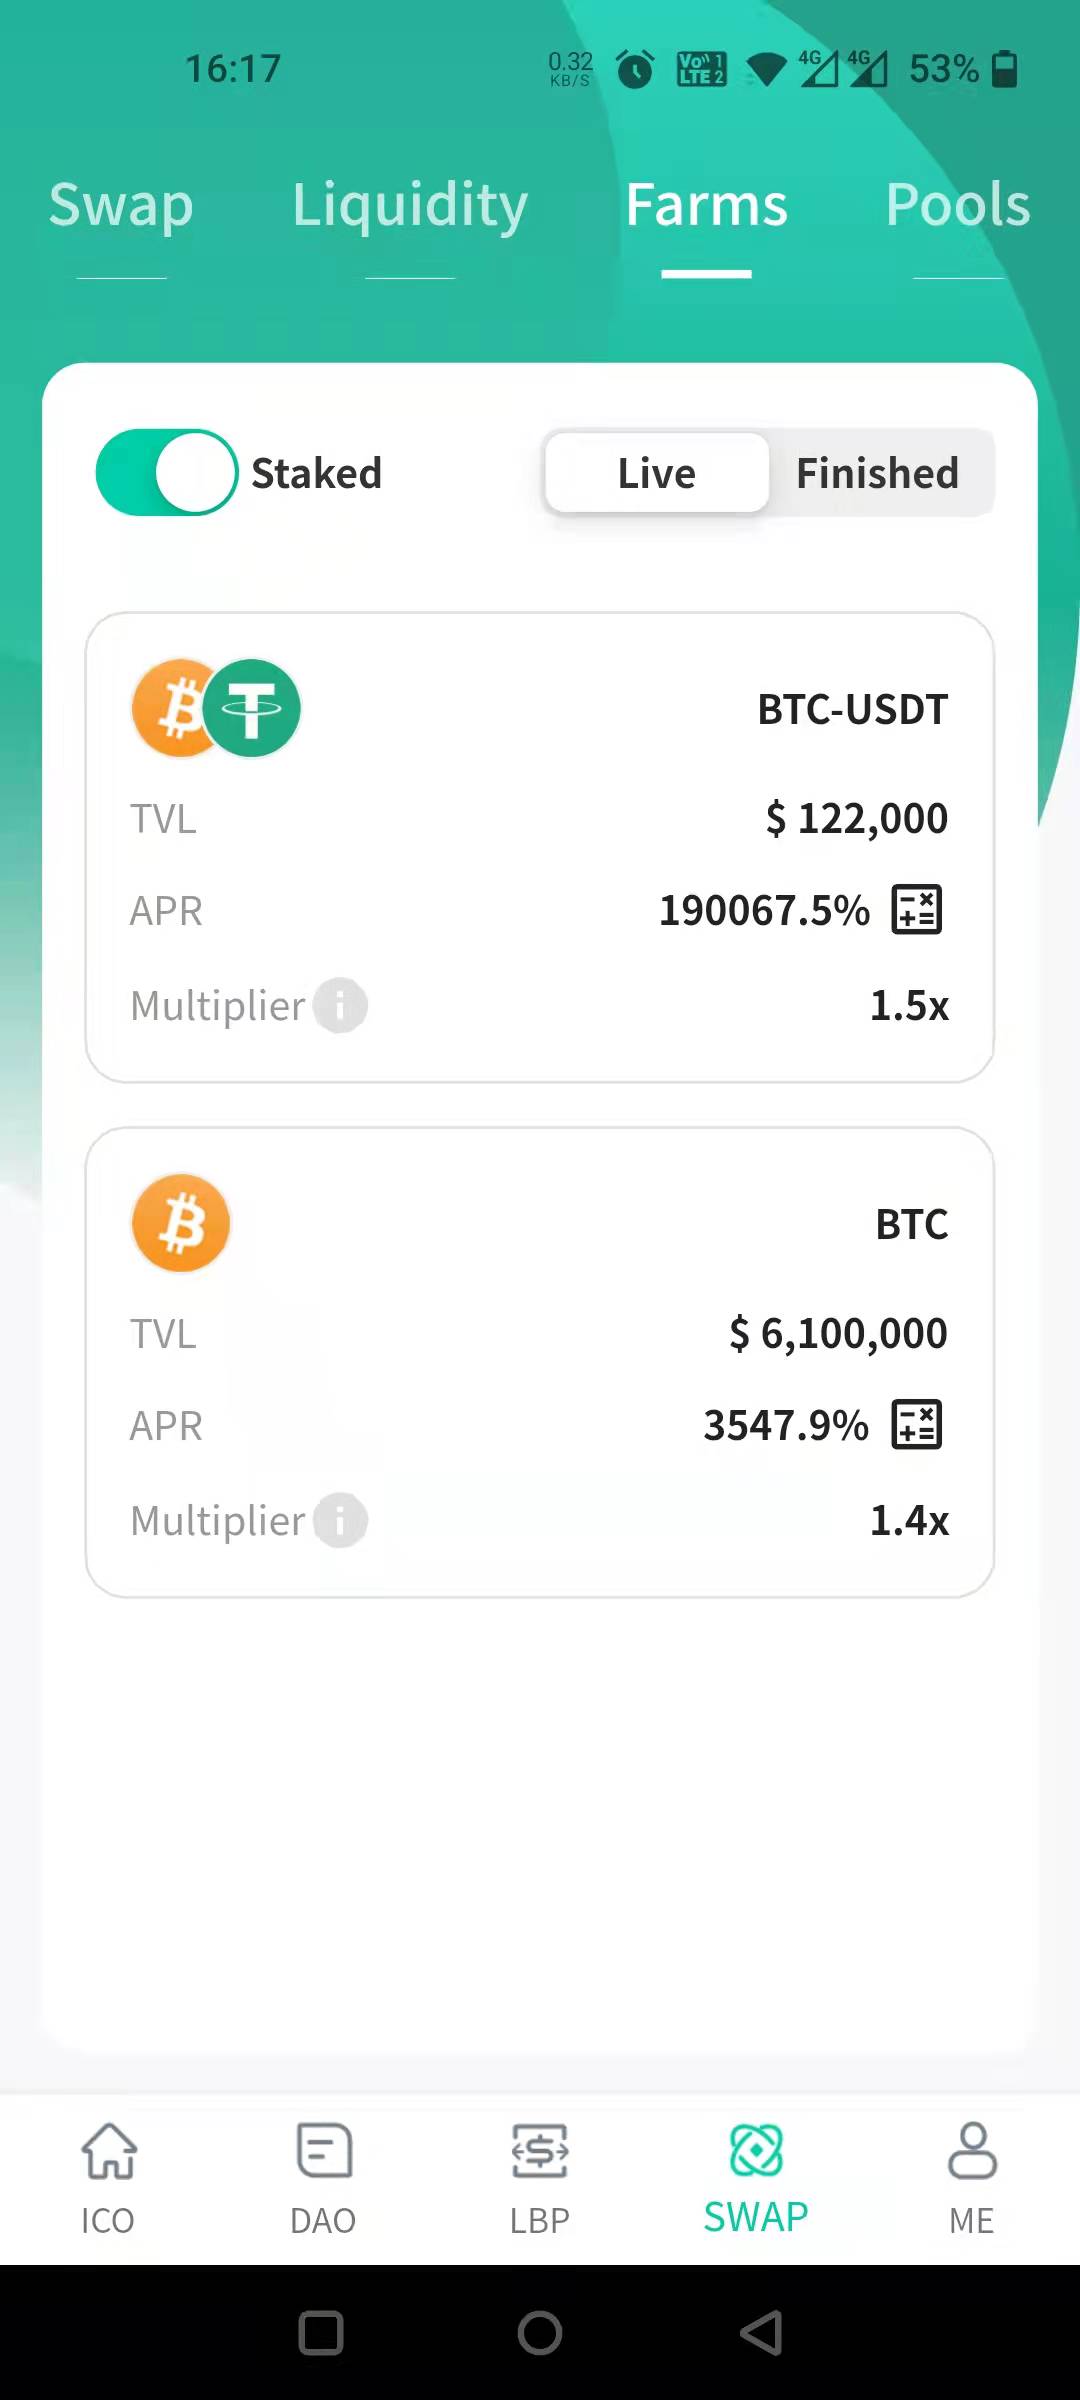 16:17 0.32 KB/S Vo LTE 1 2 4G 4G 53%
Swap Liquidity Farms Pools
Staked Live Finished
BTC-USDT
TVL $ 122,000
APR 190067.5%
Multiplier i 1.5x
BTC
TVL $ 6,100,000
APR 3547.9%
Multiplier i 1.4x
ICO DAO LBP SWAP ME